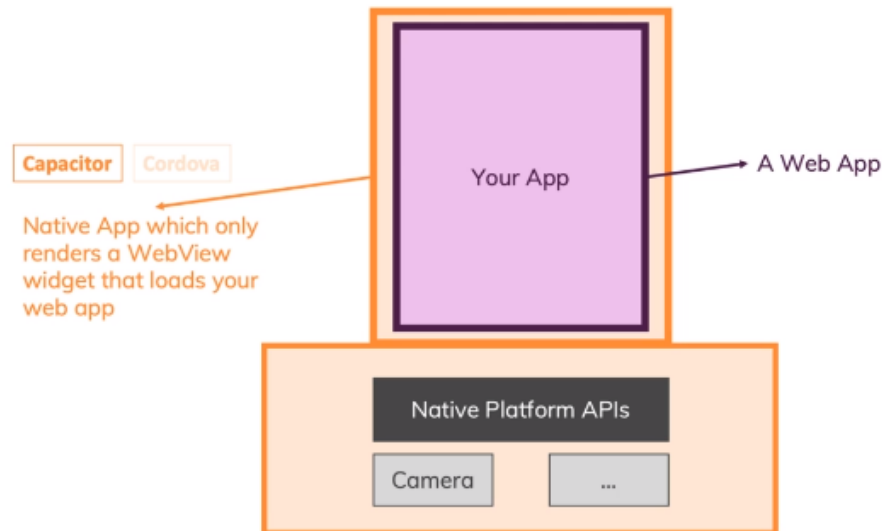 Your App
A Web App
Capacitor
Cordova
Native App which only
renders a WebView
widget that loads your
web app
Native Platform APIs
Camera
...